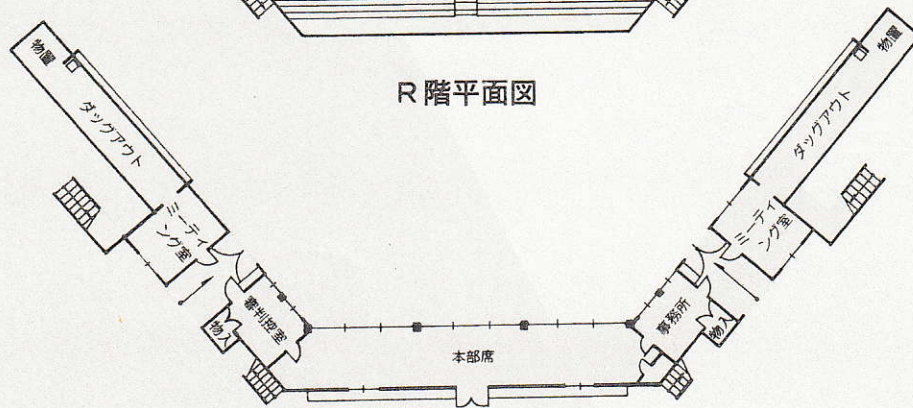 R階平面図
物置
ダッグアウト
ミーティ
ング室
審判控室
物入
本部席
事務所
物入
ミーティ
ング室
ダッグアウト
物置